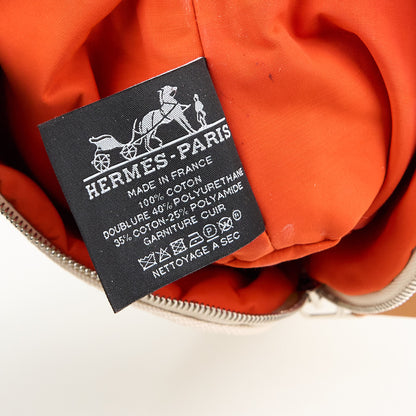 HERMÈS-PARIS
MADE IN FRANCE
100% COTON
DOUBLURE 40% POLYURETHANE
35% COTON-25% POLYAMIDE
GARNITURE CUIR
NETTOYAGE A SEC